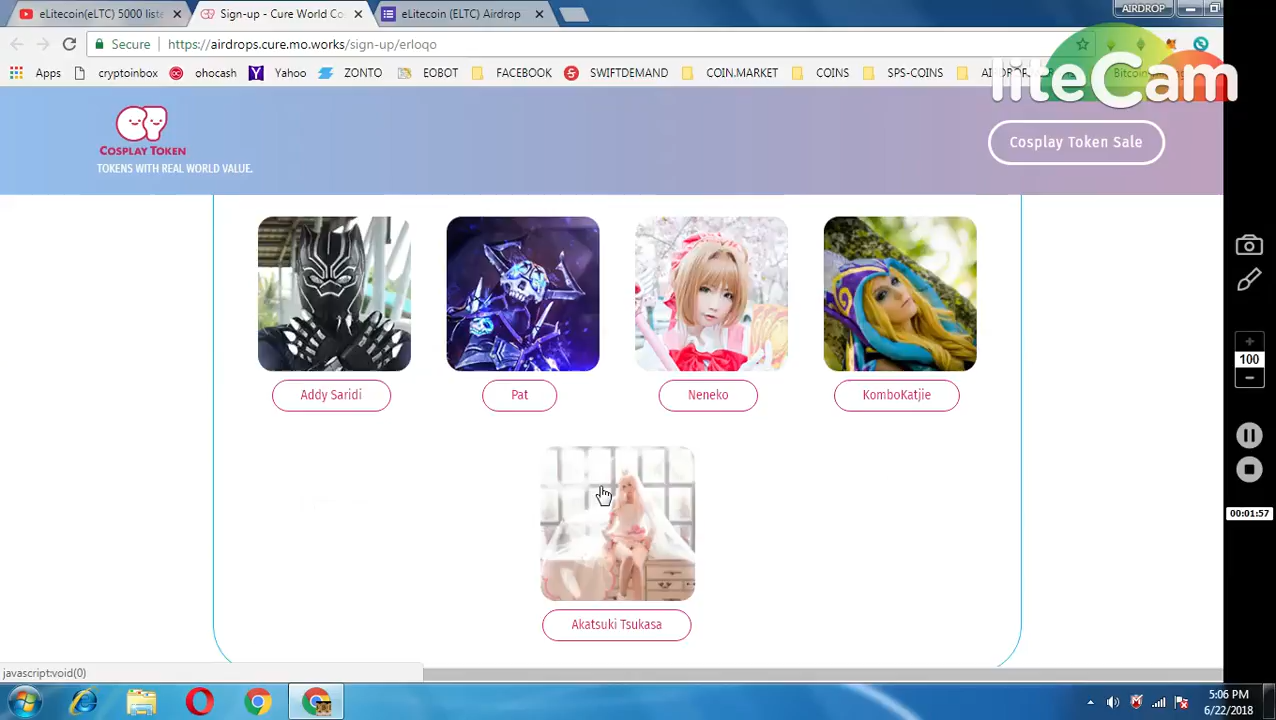 eLitecoin(eLTC) 5000 liste
Sign-up - Cure World Co
eLitecoin (ELTC) Airdrop
AIRDROP
Secure
https://airdrops.cure.mo.works/sign-up/erloqo
Apps
cryptoinbox
ohocash
Yahoo
ZONTO
EOBOT
FACEBOOK
SWIFTDEMAND
COIN.MARKET
COINS
SPS-COINS
liteCam
COSPLAY TOKEN
TOKENS WITH REAL WORLD VALUE.
Cosplay Token Sale
Addy Saridi
Pat
Neneko
KomboKatjie
100
00:01:57
Akatsuki Tsukasa
javascript:void(0)
5:06 PM
6/22/2018